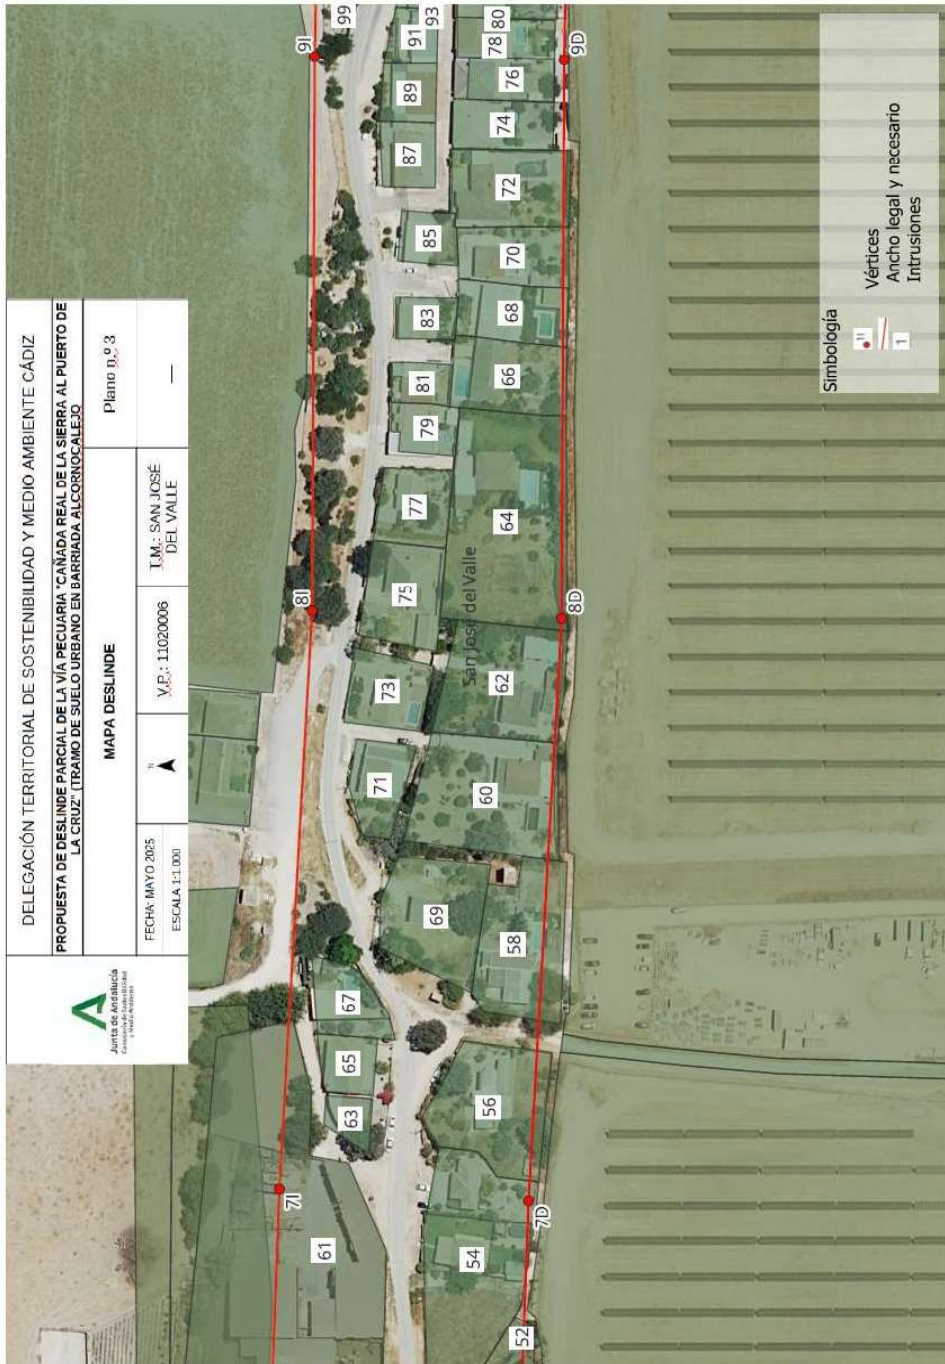 DELEGACIÓN TERRITORIAL DE SOSTENIBILIDAD Y MEDIO AMBIENTE CÁDIZ
PROPUESTA DE DESLINDE PARCIAL DE LA VÍA PECUARIA "CAÑADA REAL DE LA SIERRA AL PUERTO DE
LA CRUZ" (TRAMO DE SUELO URBANO EN BARRIADA ALCORNOCALEJO
MAPA DESLINDE
Plano n.º 3
FECHA: MAYO 2025
ESCALA 1:1.000
N
V.P.: 11020006
T.M.: SAN JOSÉ
DEL VALLE
Junta de Andalucía
7I
8I
9I
61
63
65
67
69
71
73
75
77
79
81
83
85
87
89
91
93
99
San José del Valle
52
54
56
58
60
62
64
66
68
70
72
74
76
78
80
7D
8D
9D
Simbología
11
Vértices
Ancho legal y necesario
1
Intrusiones